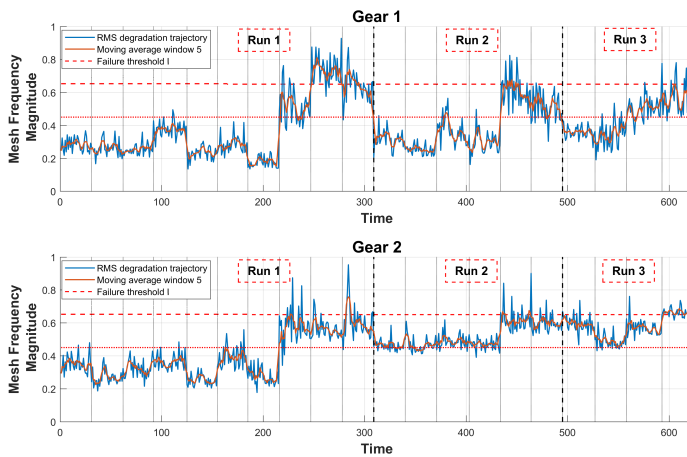 Gear 1
1
0.8
0.6
0.4
0.2
0
Mesh Frequency
Magnitude
RMS degradation trajectory
Moving average window 5
Failure threshold I
Run 1
Run 2
Run 3
0 100 200 300 400 500 600
Time
Gear 2
1
0.8
0.6
0.4
0.2
0
Mesh Frequency
Magnitude
RMS degradation trajectory
Moving average window 5
Failure threshold I
Run 1
Run 2
Run 3
0 100 200 300 400 500 600
Time